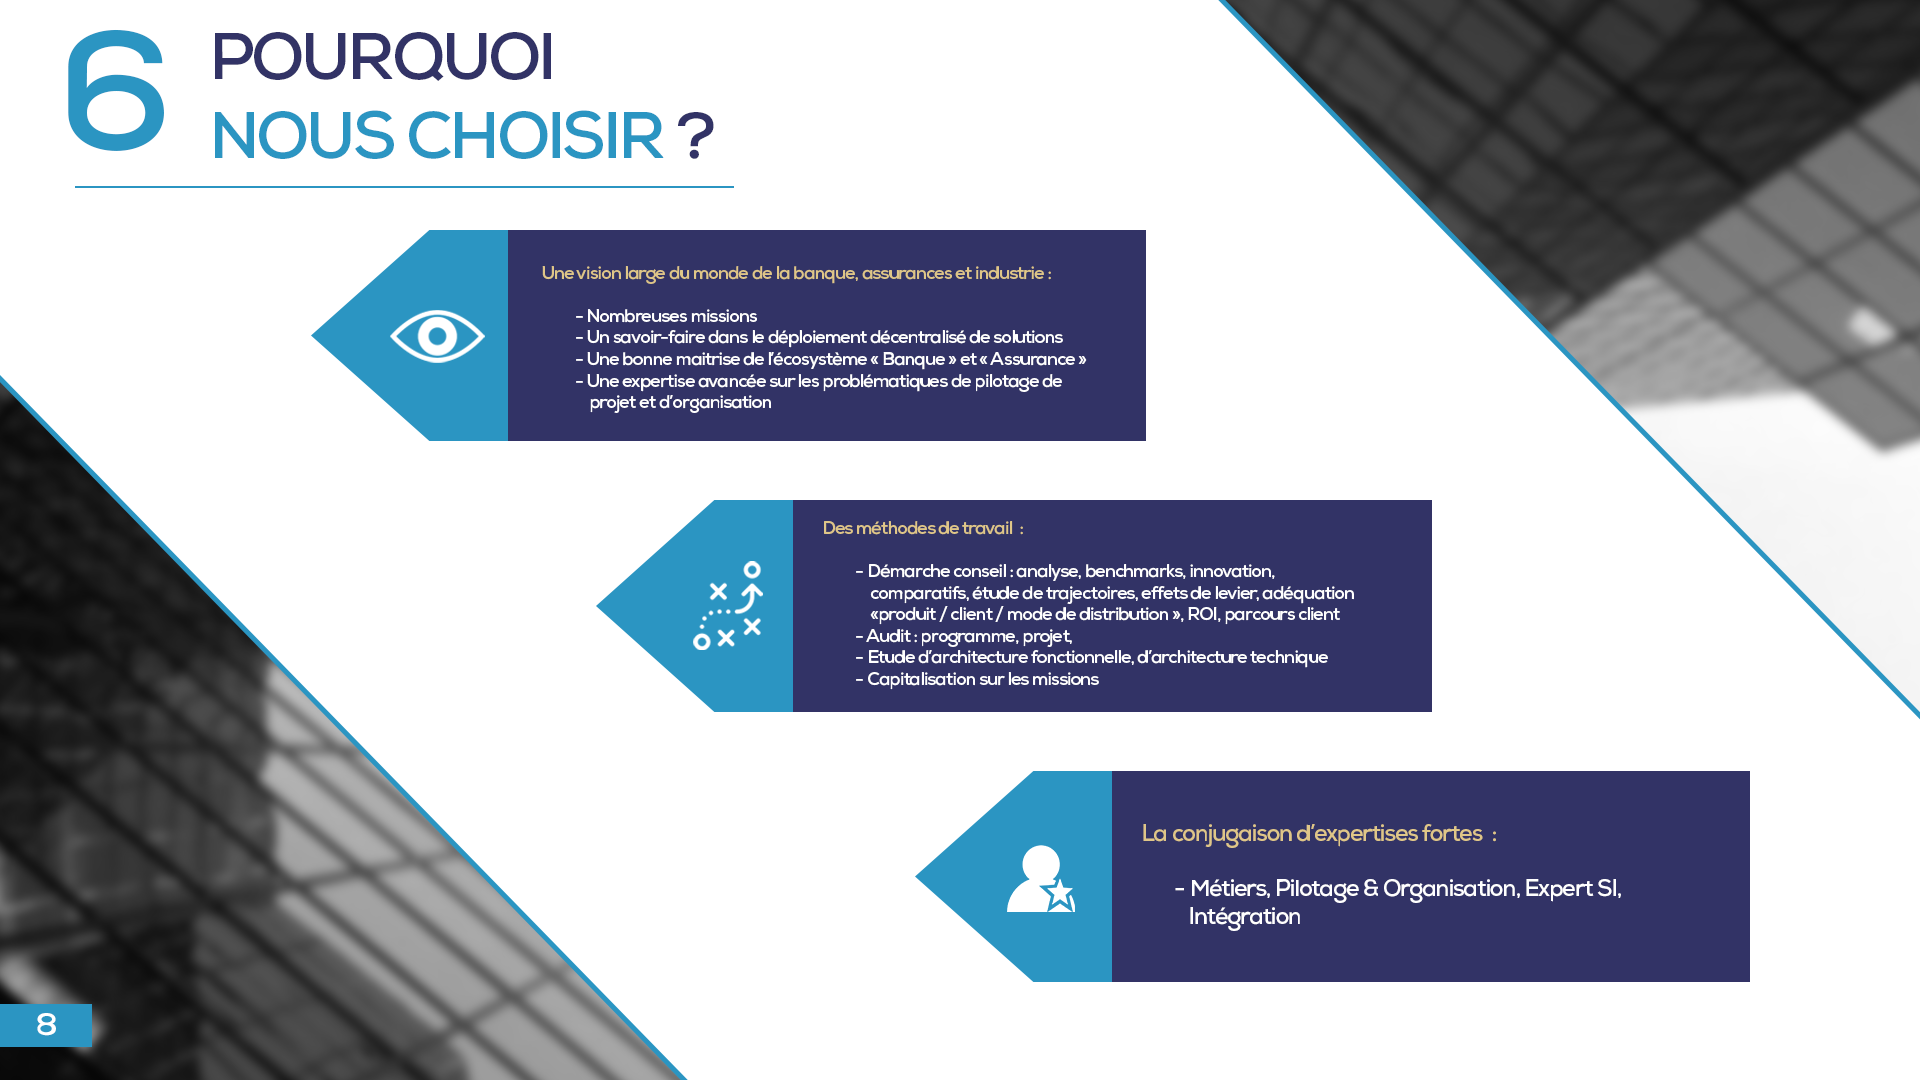 6
POURQUOI
NOUS CHOISIR ?
Une vision large du monde de la banque, assurances et industrie :
- Nombreuses missions
- Un savoir-faire dans le déploiement décentralisé de solutions
- Une bonne maitrise de l'écosystème « Banque » et « Assurance »
- Une expertise avancée sur les problématiques de pilotage de
projet et d'organisation
Des méthodes de travail :
- Démarche conseil : analyse, benchmarks, innovation,
comparatifs, étude de trajectoires, effets de levier, adéquation
«produit / client / mode de distribution », ROI, parcours client
- Audit : programme, projet,
- Etude d'architecture fonctionnelle, d'architecture technique
- Capitalisation sur les missions
La conjugaison d'expertises fortes :
- Métiers, Pilotage & Organisation, Expert SI,
Intégration
8